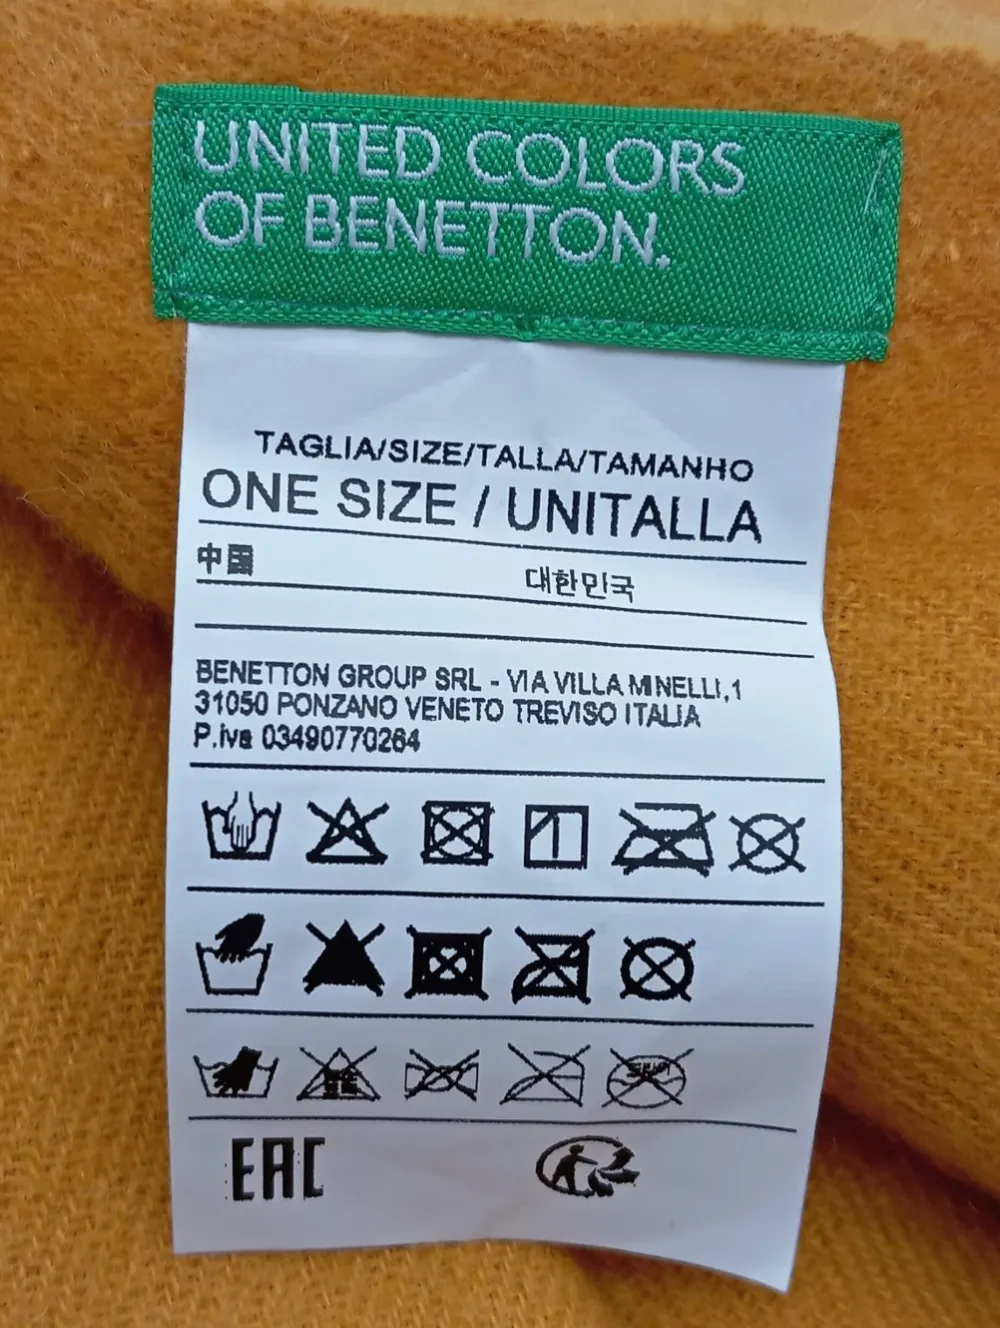 UNITED COLORS
OF BENETTON.
TAGLIA/SIZE/TALLA/TAMANHO
ONE SIZE / UNITALLA
中国 대한민국
BENETTON GROUP SRL - VIA VILLA MINELLI,1
31050 PONZANO VENETO TREVISO ITALIA
P.iva 03490770264
EAC